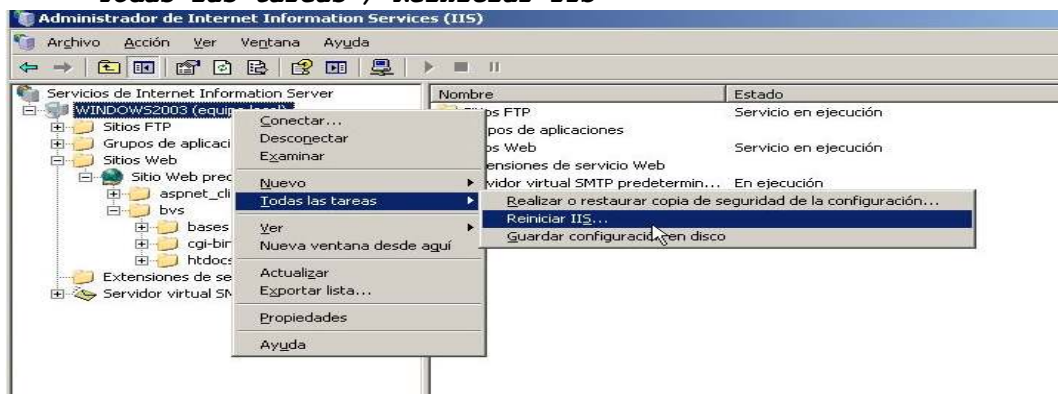 Todas las tareas / Reiniciar IIS
Administrador de Internet Information Services (IIS)
Archivo Acción Ver Ventana Ayuda
Servicios de Internet Information Server
WINDOWS2003 (equipo local)
Sitios FTP
Grupos de aplicaci
Sitios Web
Sitio Web prec
aspnet_cli
bvs
bases
cgi-bin
htdocs
Extensiones de se
Servidor virtual SM
Conectar...
Desconectar
Examinar
Nuevo
Todas las tareas
Ver
Nueva ventana desde aquí
Actualizar
Exportar lista...
Propiedades
Ayuda
Realizar o restaurar copia de seguridad de la configuración...
Reiniciar IIS...
Guardar configuración en disco
Nombre Estado
Sitios FTP Servicio en ejecución
pos de aplicaciones
os Web Servicio en ejecución
ensiones de servicio Web
vidor virtual SMTP predetermin... En ejecución